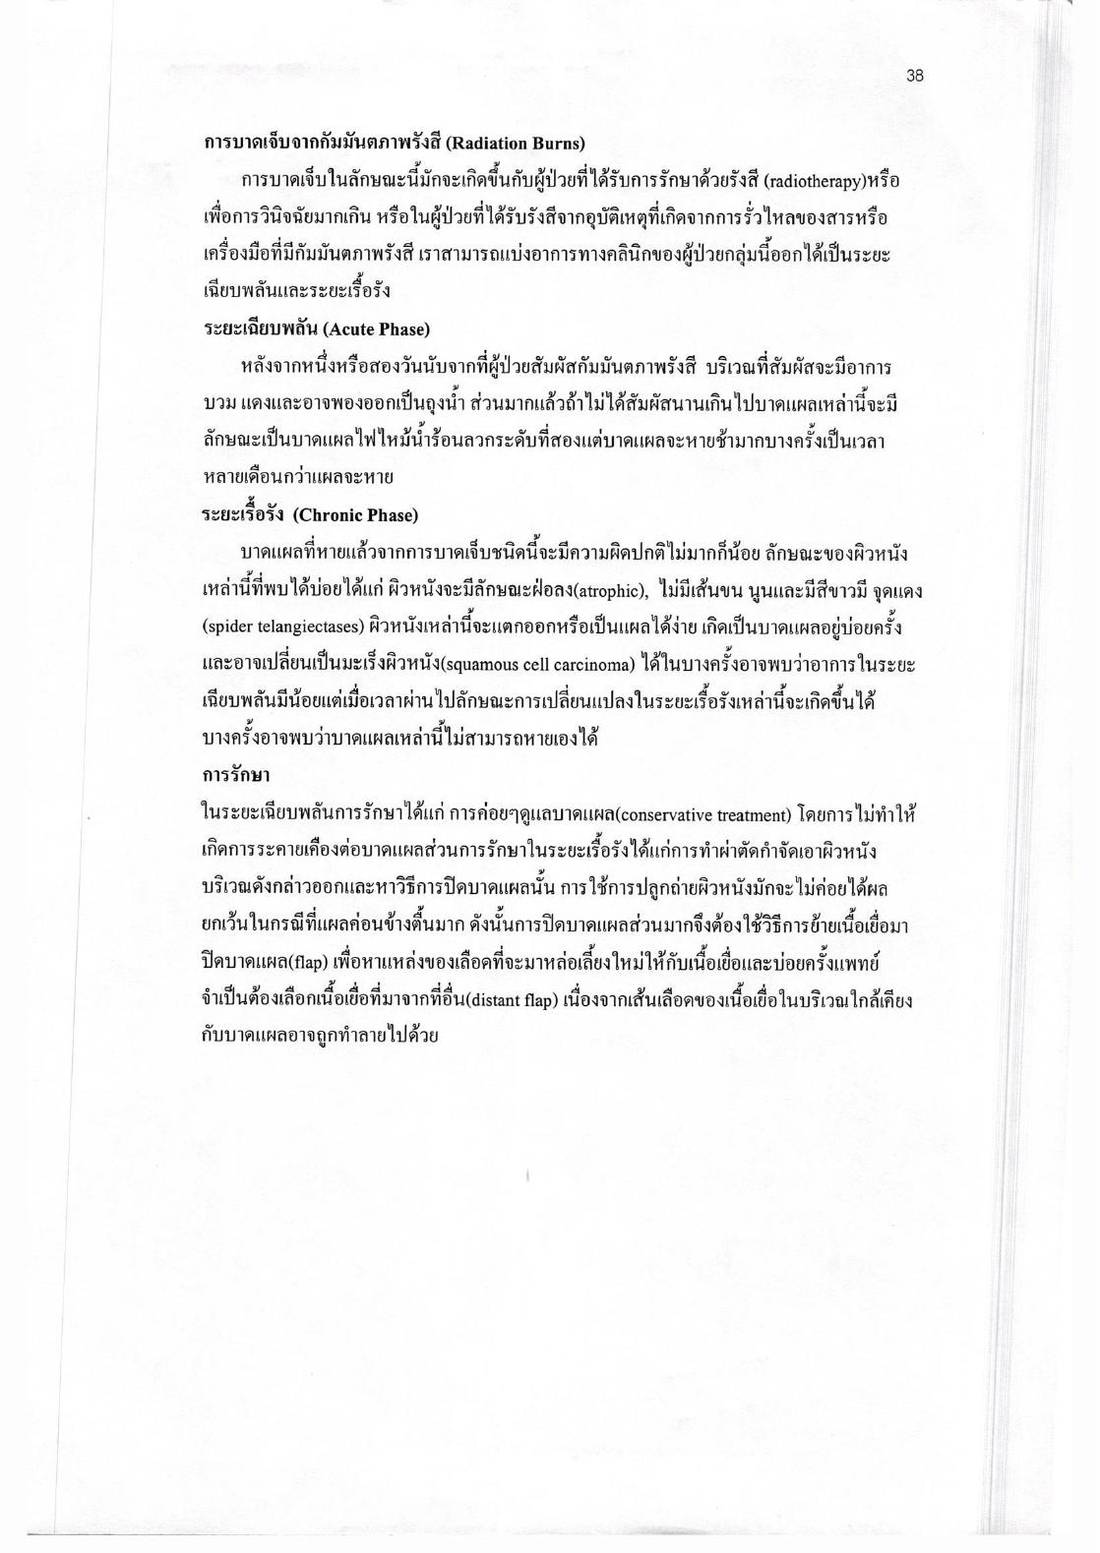 38
การบาดเจ็บจากกัมมันตภาพรังสี (Radiation Burns)
การบาดเจ็บในลักษณะนี้มักจะเกิดขึ้นกับผู้ป่วยที่ได้รับการรักษาด้วยรังสี (radiotherapy)หรือ
เพื่อการวินิจฉัยมากเกิน หรือในผู้ป่วยที่ได้รับรังสีจากอุบัติเหตุที่เกิดจากการรั่วไหลของสารหรือ
เครื่องมือที่มีกัมมันตภาพรังสี เราสามารถแบ่งอาการทางคลินิกของผู้ป่วยกลุ่มนี้ออกได้เป็นระยะ
เฉียบพลันและระยะเรื้อรัง
ระยะเฉียบพลัน (Acute Phase)
หลังจากหนึ่งหรือสองวันนับจากที่ผู้ป่วยสัมผัสกัมมันตภาพรังสี บริเวณที่สัมผัสจะมีอาการ
บวม แดงและอาจพองออกเป็นถุงน้ำ ส่วนมากแล้วถ้าไม่ได้สัมผัสนานเกินไปบาดแผลเหล่านี้จะมี
ลักษณะเป็นบาดแผลไฟไหม้น้ำร้อนลวกระดับที่สองแต่บาดแผลจะหายช้ามากบางครั้งเป็นเวลา
หลายเดือนกว่าแผลจะหาย
ระยะเรื้อรัง (Chronic Phase)
บาดแผลที่หายแล้วจากการบาดเจ็บชนิดนี้จะมีความผิดปกติไม่มากก็น้อย ลักษณะของผิวหนัง
เหล่านี้ที่พบได้บ่อยได้แก่ ผิวหนังจะมีลักษณะฝ่อลง(atrophic), ไม่มีเส้นขน นูนและมีสีขาวมี จุดแดง
(spider telangiectases) ผิวหนังเหล่านี้จะแตกออกหรือเป็นแผลได้ง่าย เกิดเป็นบาดแผลอยู่บ่อยครั้ง
และอาจเปลี่ยนเป็นมะเร็งผิวหนัง(squamous cell carcinoma) ได้ในบางครั้งอาจพบว่าอาการในระยะ
เฉียบพลันมีน้อยแต่เมื่อเวลาผ่านไปลักษณะการเปลี่ยนแปลงในระยะเรื้อรังเหล่านี้จะเกิดขึ้นได้
บางครั้งอาจพบว่าบาดแผลเหล่านี้ไม่สามารถหายเองได้
การรักษา
ในระยะเฉียบพลันการรักษาได้แก่ การค่อยๆดูแลบาดแผล(conservative treatment) โดยการไม่ทำให้
เกิดการระคายเคืองต่อบาดแผลส่วนการรักษาในระยะเรื้อรังได้แก่การทำผ่าตัดกำจัดเอาผิวหนัง
บริเวณดังกล่าวออกและหาวิธีการปิดบาดแผลนั้น การใช้การปลูกถ่ายผิวหนังมักจะไม่ค่อยได้ผล
ยกเว้นในกรณีที่แผลค่อนข้างตื้นมาก ดังนั้นการปิดบาดแผลส่วนมากจึงต้องใช้วิธีการย้ายเนื้อเยื่อมา
ปิดบาดแผล(flap) เพื่อหาแหล่งของเลือดที่จะมาหล่อเลี้ยงใหม่ให้กับเนื้อเยื่อและบ่อยครั้งแพทย์
จำเป็นต้องเลือกเนื้อเยื่อที่มาจากที่อื่น(distant flap) เนื่องจากเส้นเลือดของเนื้อเยื่อในบริเวณใกล้เคียง
กับบาดแผลอาจถูกทำลายไปด้วย